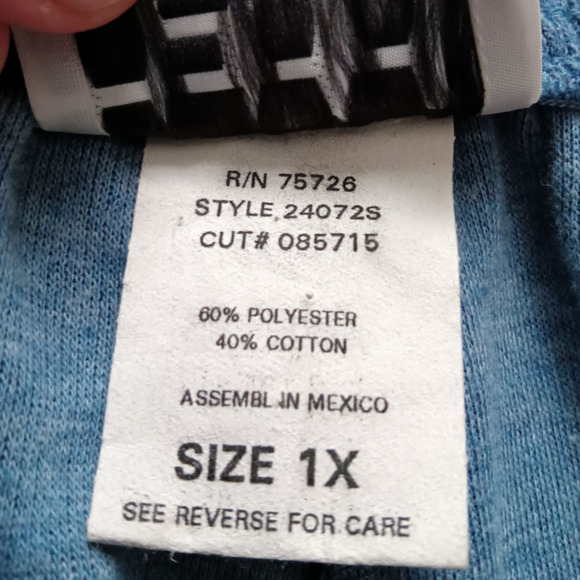 R/N 75726
STYLE 24072S
CUT# 085715
60% POLYESTER
40% COTTON
ASSEMBL IN MEXICO
SIZE 1X
SEE REVERSE FOR CARE